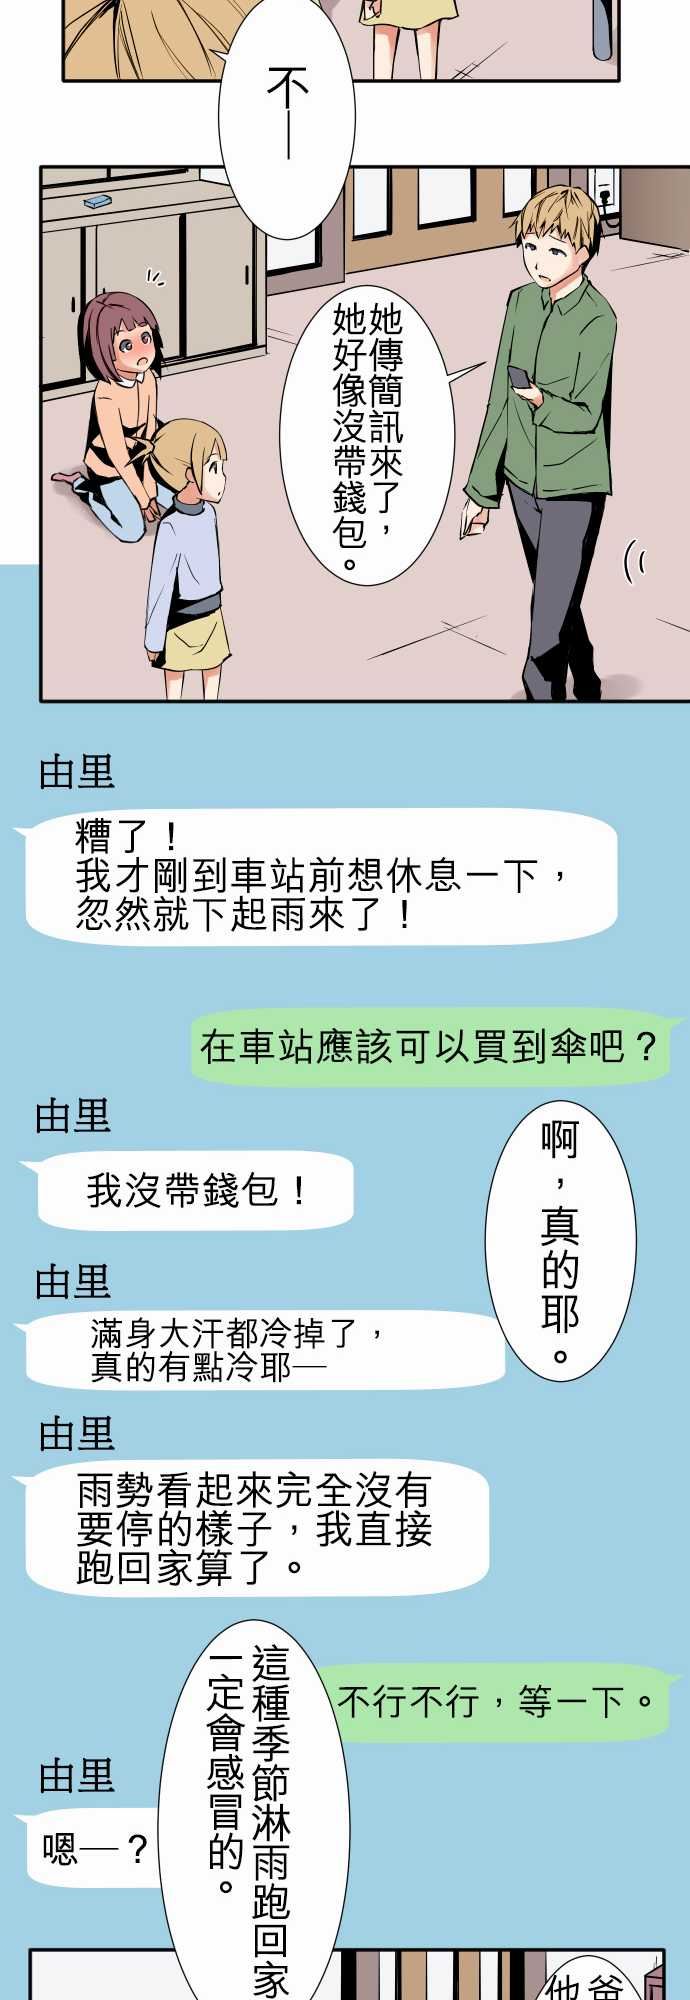 不—
她傳簡訊來了，
她好像沒帶錢包。
由里
糟了！
我才剛到車站前想休息一下，
忽然就下起雨來了！
在車站應該可以買到傘吧？
由里
我沒帶錢包！
啊，真的耶。
由里
滿身大汗都冷掉了，
真的有點冷耶—
由里
雨勢看起來完全沒有
要停的樣子，我直接
跑回家算了。
不行不行，等一下。
這種季節淋雨跑回家
一定會感冒的。
由里
嗯—？
爸
他